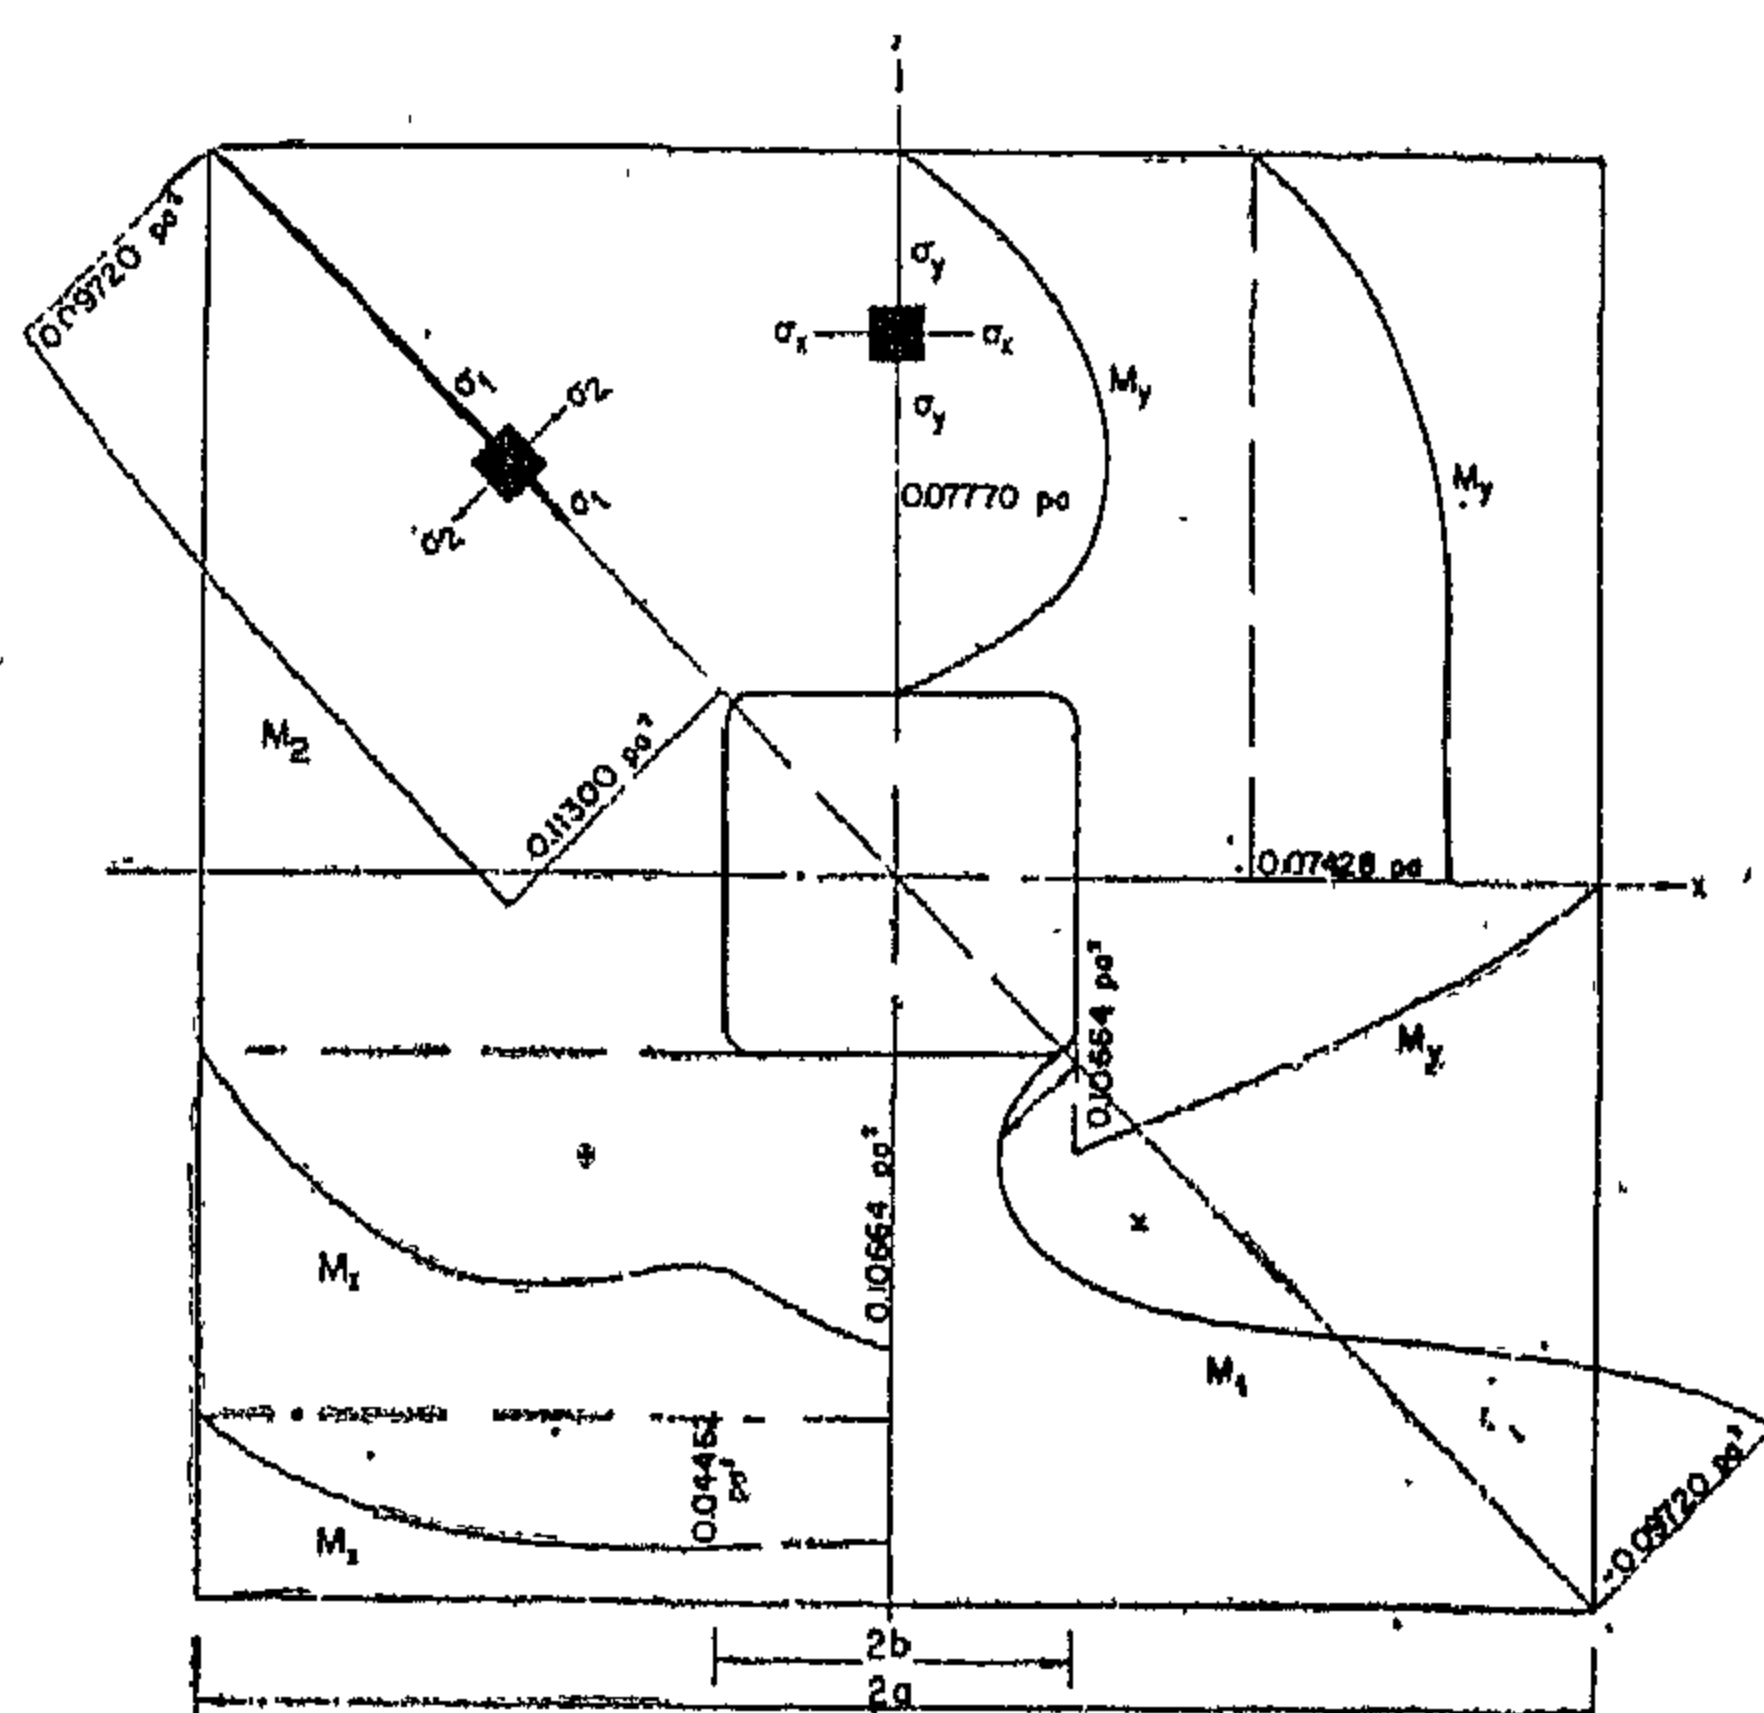 y
0.09720 pa²
σy
σx
σx
σy
My
σ1
σ2
σ1
σ2
0.07770 pa
My
M2
0.11300 pa²
0.07428 pa
x
0.10664 pa²
My
0.10664 pa²
Mx
M1
0.0446
pa²
Mx
-0.09720 pa²
2b
2a